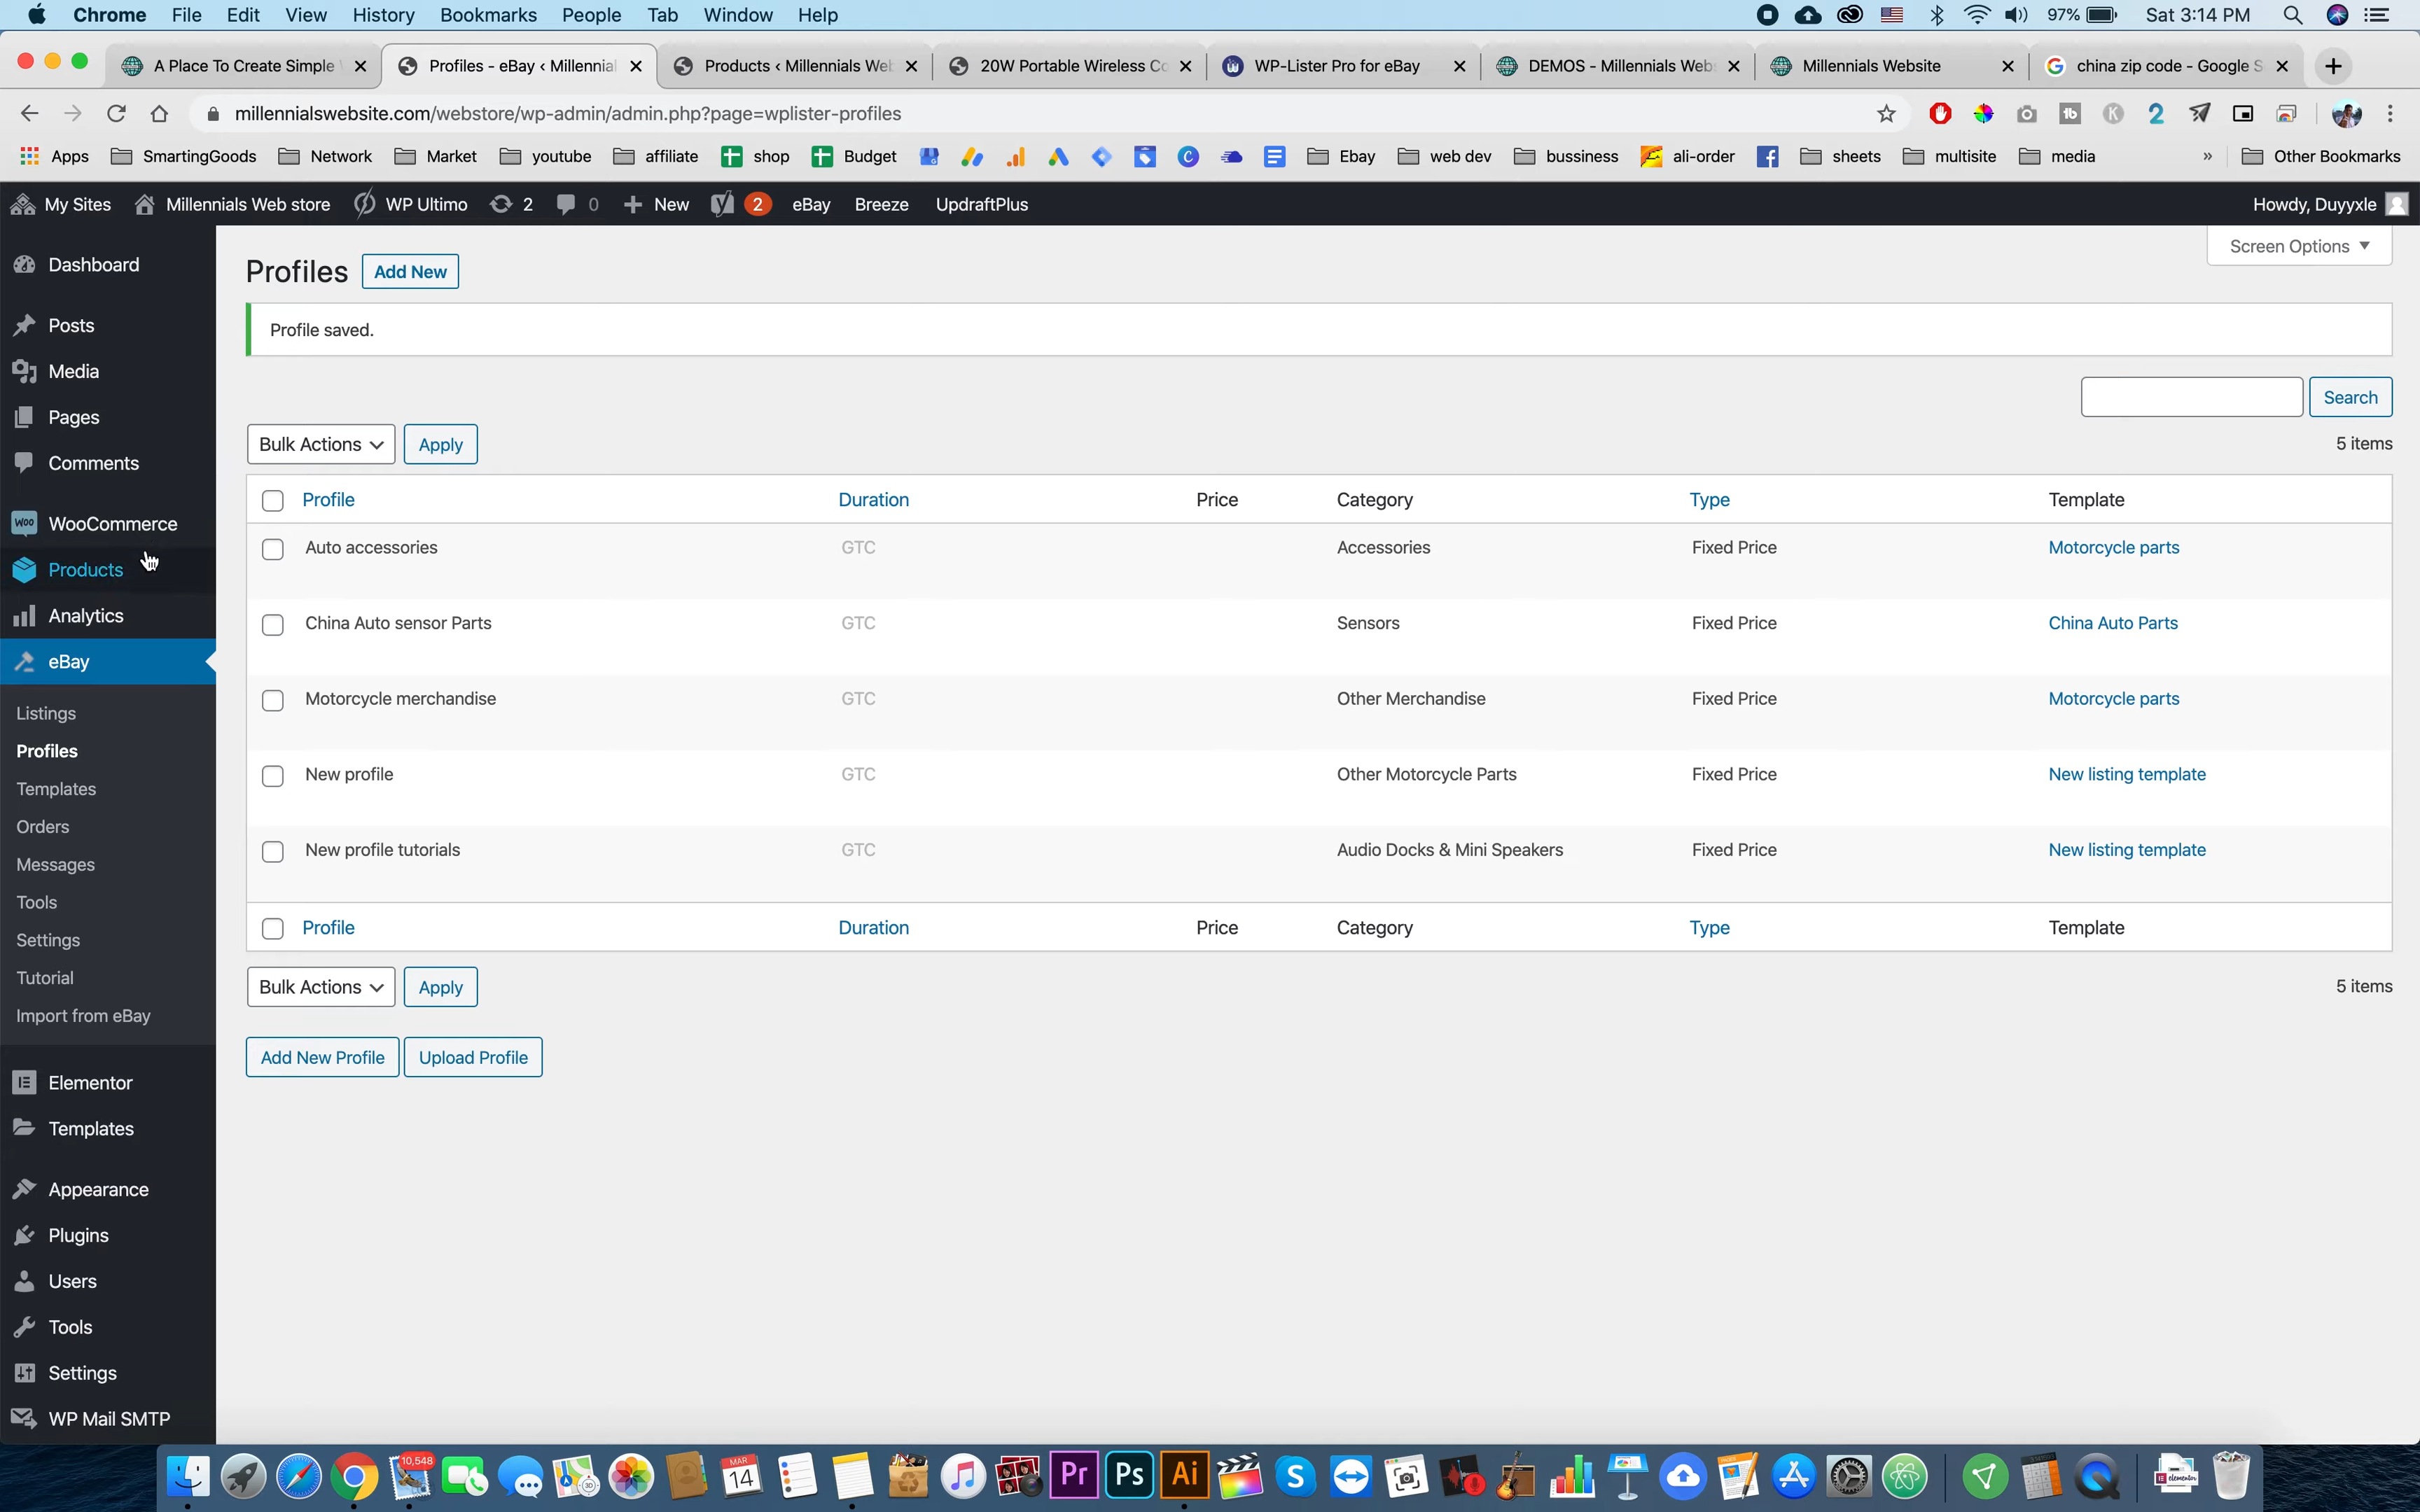 Chrome File Edit View History Bookmarks People Tab Window Help 97% Sat 3:14 PM
A Place To Create Simple Profiles - eBay ‹ Millennial Products ‹ Millennials Web 20W Portable Wireless Co WP-Lister Pro for eBay DEMOS - Millennials Webs Millennials Website china zip code - Google S
millennialswebsite.com/webstore/wp-admin/admin.php?page=wplister-profiles
Apps SmartingGoods Network Market youtube affiliate shop Budget Ebay web dev bussiness ali-order sheets multisite media » Other Bookmarks
My Sites Millennials Web store WP Ultimo 2 0 New 2 eBay Breeze UpdraftPlus Howdy, Duyyxle
Screen Options
Dashboard
Posts
Media
Pages
Comments
WooCommerce
Products
Analytics
eBay
Listings
Profiles
Templates
Orders
Messages
Tools
Settings
Tutorial
Import from eBay
Elementor
Templates
Appearance
Plugins
Users
Tools
Settings
WP Mail SMTP
Profiles Add New
Profile saved.
Search
Bulk Actions Apply 5 items
Profile Duration Price Category Type Template
Auto accessories GTC Accessories Fixed Price Motorcycle parts
China Auto sensor Parts GTC Sensors Fixed Price China Auto Parts
Motorcycle merchandise GTC Other Merchandise Fixed Price Motorcycle parts
New profile GTC Other Motorcycle Parts Fixed Price New listing template
New profile tutorials GTC Audio Docks & Mini Speakers Fixed Price New listing template
Profile Duration Price Category Type Template
Bulk Actions Apply 5 items
Add New Profile Upload Profile
10,548 MAR 14 Pr Ps Ai